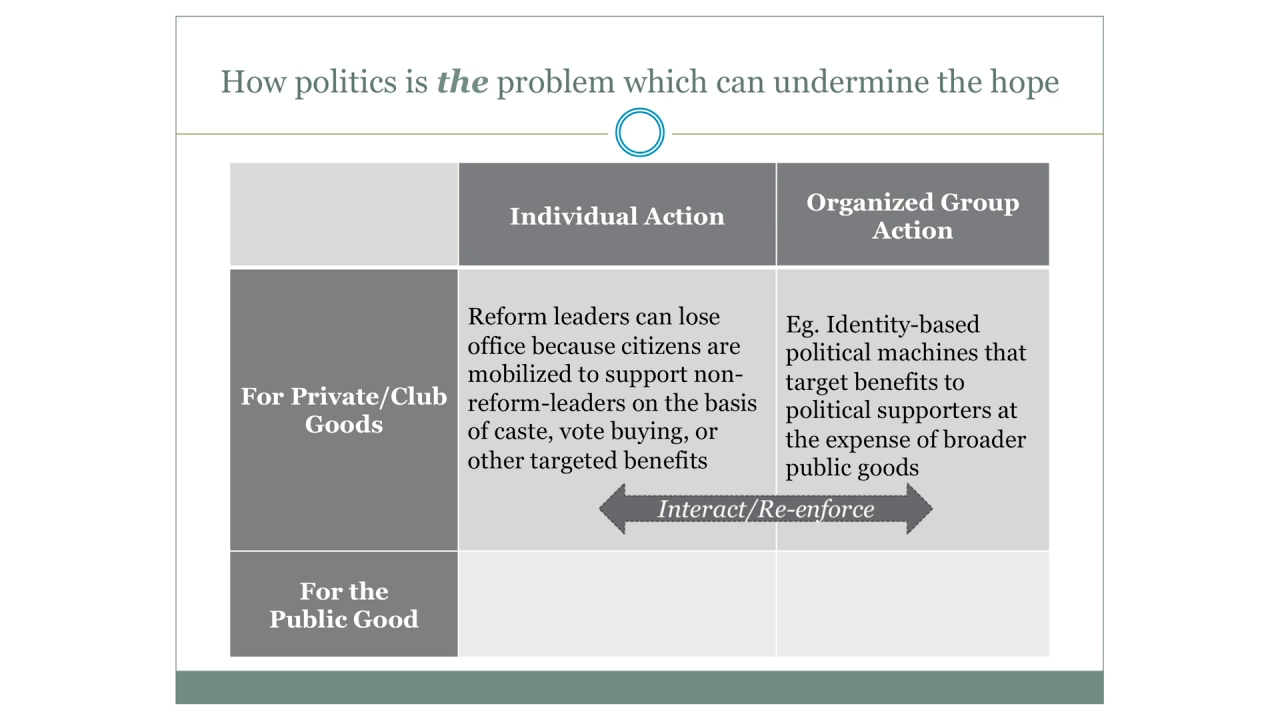 How politics is the problem which can undermine the hope
Individual Action
Organized Group
Action
For Private/Club
Goods
Reform leaders can lose
office because citizens are
mobilized to support non-
reform-leaders on the basis
of caste, vote buying, or
other targeted benefits
Eg. Identity-based
political machines that
target benefits to
political supporters at
the expense of broader
public goods
Interact/Re-enforce
For the
Public Good